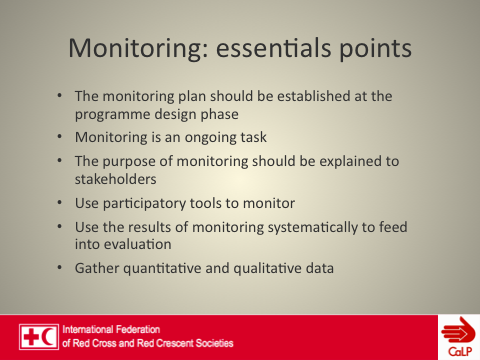 Monitoring: essentials points
• The monitoring plan should be established at the
programme design phase
• Monitoring is an ongoing task
• The purpose of monitoring should be explained to
stakeholders
• Use participatory tools to monitor
• Use the results of monitoring systematically to feed
into evaluation
• Gather quantitative and qualitative data
International Federation
of Red Cross and Red Crescent Societies
CaLP